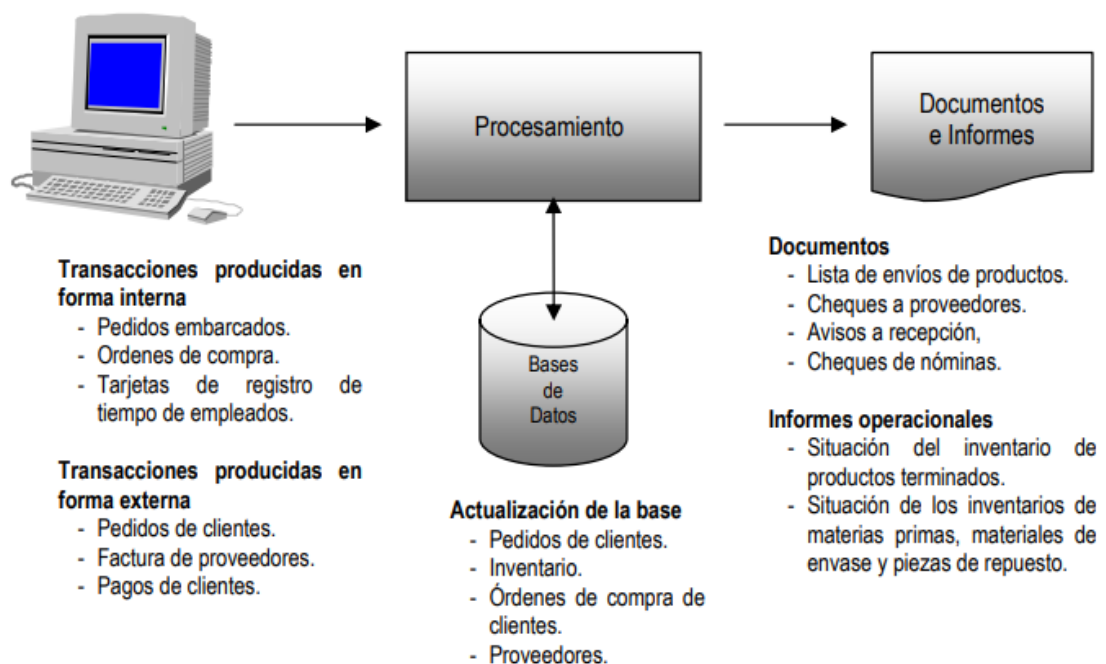 Procesamiento
Documentos
e Informes
Transacciones producidas en
forma interna
- Pedidos embarcados.
- Ordenes de compra.
- Tarjetas de registro de
tiempo de empleados.
Transacciones producidas en
forma externa
- Pedidos de clientes.
- Factura de proveedores.
- Pagos de clientes.
Bases
de
Datos
Actualización de la base
- Pedidos de clientes.
- Inventario.
- Órdenes de compra de
clientes.
- Proveedores.
Documentos
- Lista de envíos de productos.
- Cheques a proveedores.
- Avisos a recepción,
- Cheques de nóminas.
Informes operacionales
- Situación del inventario de
productos terminados.
- Situación de los inventarios de
materias primas, materiales de
envase y piezas de repuesto.